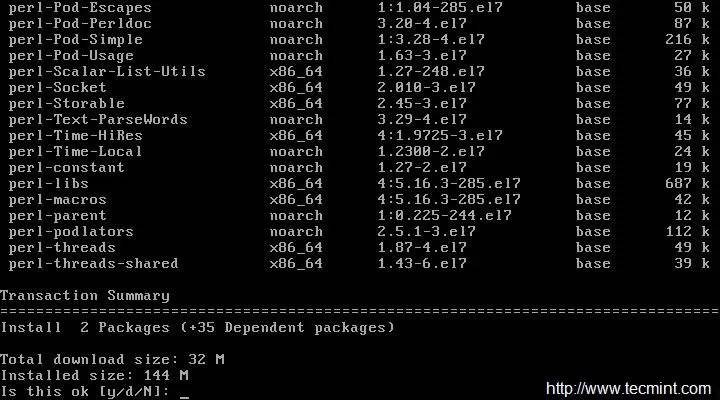 perl-Pod-Escapes noarch 1:1.04-285.el7 base 50 k
perl-Pod-Perldoc noarch 3.20-4.el7 base 87 k
perl-Pod-Simple noarch 1:3.28-4.el7 base 216 k
perl-Pod-Usage noarch 1.63-3.el7 base 27 k
perl-Scalar-List-Utils x86_64 1.27-248.el7 base 36 k
perl-Socket x86_64 2.010-3.el7 base 49 k
perl-Storable x86_64 2.45-3.el7 base 77 k
perl-Text-ParseWords noarch 3.29-4.el7 base 14 k
perl-Time-HiRes x86_64 4:1.9725-3.el7 base 45 k
perl-Time-Local noarch 1.2300-2.el7 base 24 k
perl-constant noarch 1.27-2.el7 base 19 k
perl-libs x86_64 4:5.16.3-285.el7 base 687 k
perl-macros x86_64 4:5.16.3-285.el7 base 42 k
perl-parent noarch 1:0.225-244.el7 base 12 k
perl-podlators noarch 2.5.1-3.el7 base 112 k
perl-threads x86_64 1.87-4.el7 base 49 k
perl-threads-shared x86_64 1.43-6.el7 base 39 k
Transaction Summary
================================================================================
Install 2 Packages (+35 Dependent packages)
Total download size: 32 M
Installed size: 144 M
Is this ok [y/d/N]: _
http://www.tecmint.com